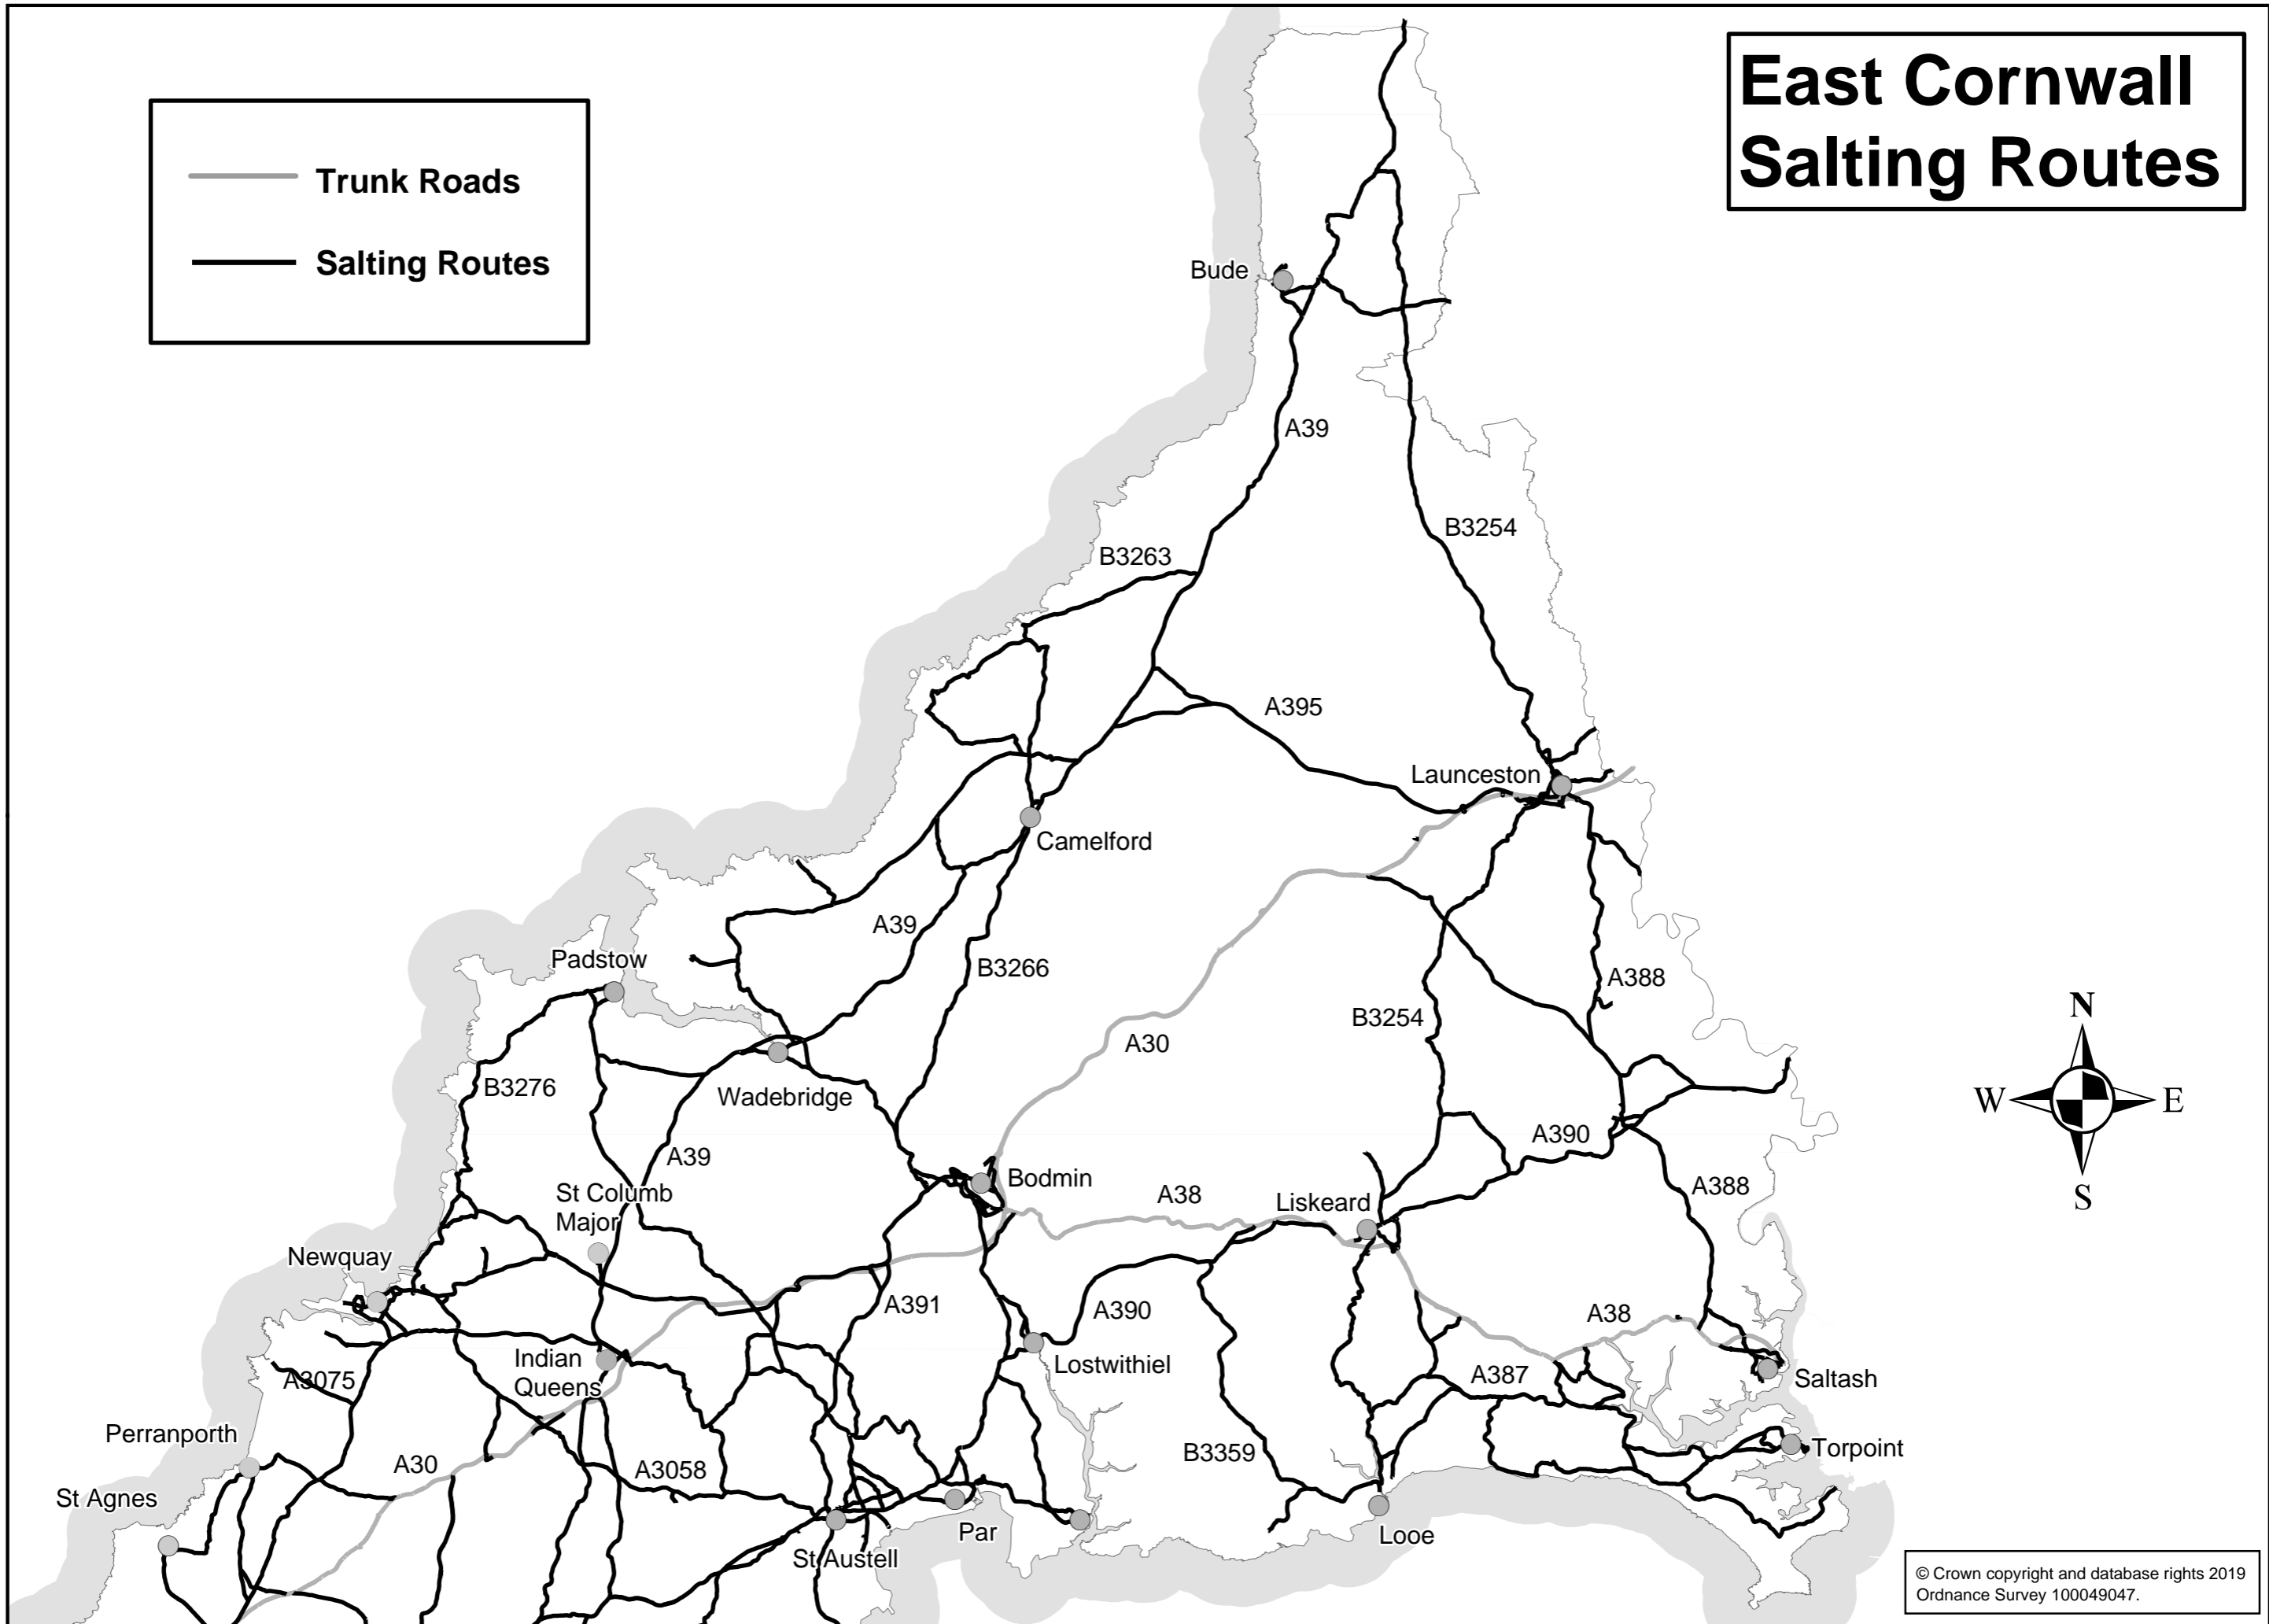 East Cornwall
Salting Routes
Trunk Roads
Salting Routes
Bude
A39
B3254
B3263
A395
Launceston
Camelford
A39
Padstow
B3266
A388
B3254
A30
B3276
Wadebridge
N
W
E
S
A390
A39
Bodmin
St Columb
Major
A38
Liskeard
A388
Newquay
A391
A390
A38
Indian
Queens
Lostwithiel
A3075
A387
Saltash
Perranporth
A30
A3058
B3359
Torpoint
St Agnes
Par
Looe
St Austell
© Crown copyright and database rights 2019
Ordnance Survey 100049047.